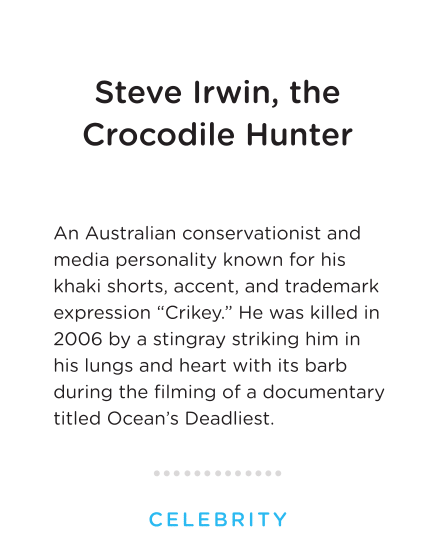 Steve Irwin, the
Crocodile Hunter
An Australian conservationist and
media personality known for his
khaki shorts, accent, and trademark
expression “Crikey.” He was killed in
2006 by a stingray striking him in
his lungs and heart with its barb
during the filming of a documentary
titled Ocean’s Deadliest.
CELEBRITY